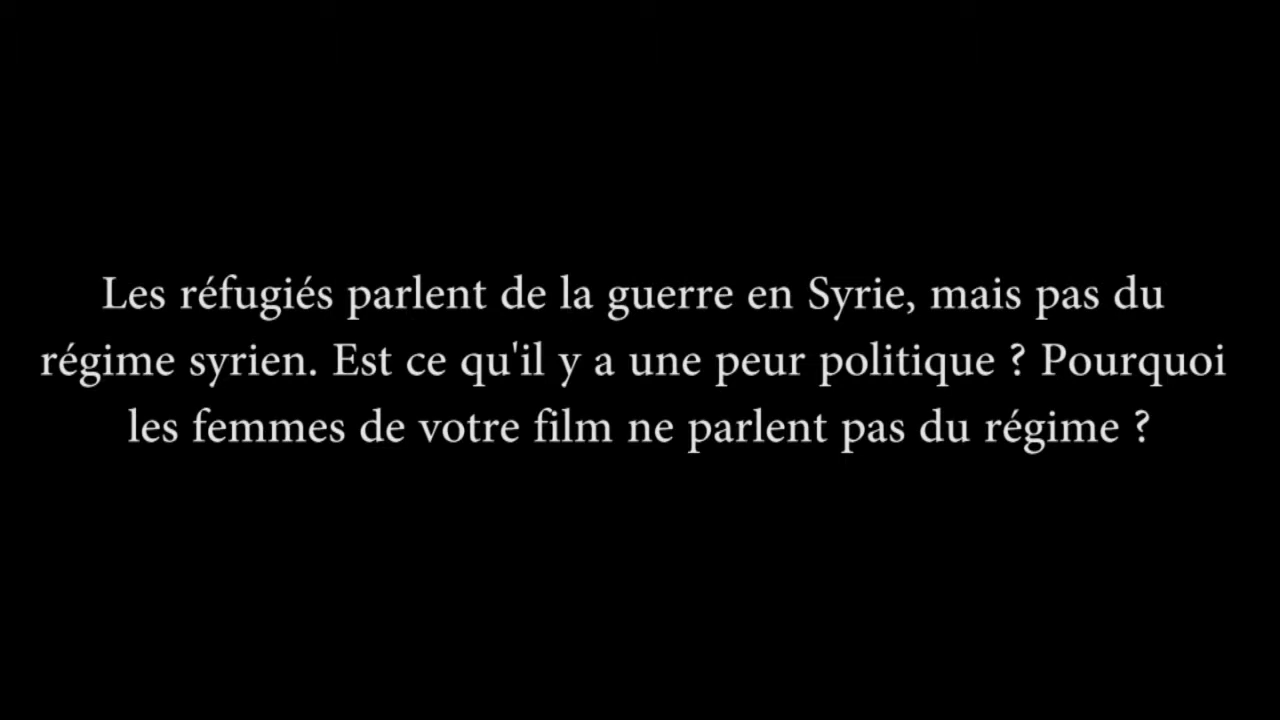 Les réfugiés parlent de la guerre en Syrie, mais pas du
régime syrien. Est ce qu'il y a une peur politique ? Pourquoi
les femmes de votre film ne parlent pas du régime ?